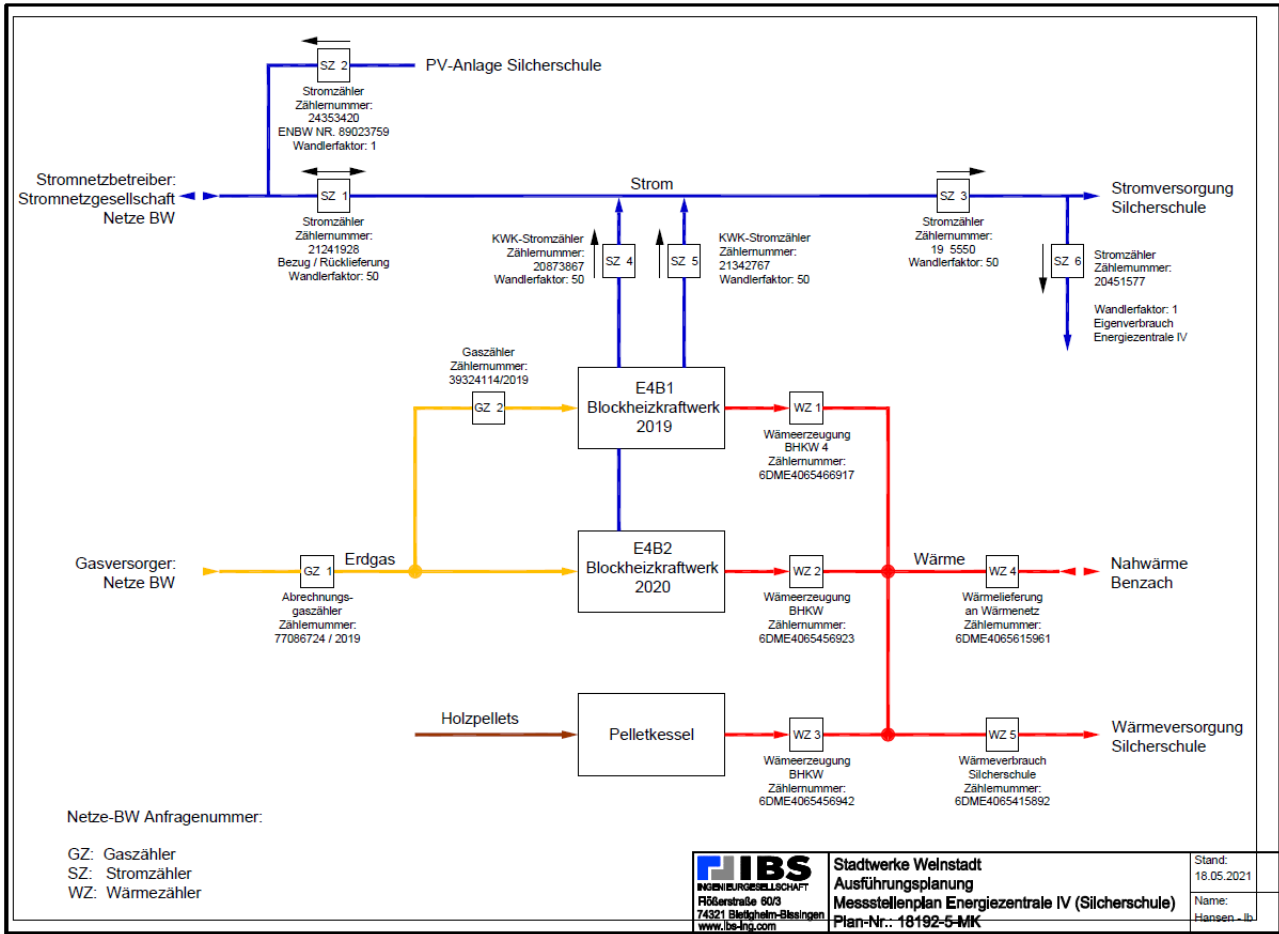 SZ 2
PV-Anlage Silcherschule
Stromzähler
Zählernummer:
24353420
ENBW NR. 89023759
Wandlerfaktor: 1
Stromnetzbetreiber:
Stromnetzgesellschaft
Netze BW
SZ 1
Stromzähler
Zählernummer:
21241928
Bezug / Rücklieferung
Wandlerfaktor: 50
Strom
SZ 3
Stromzähler
Zählernummer:
19 5550
Wandlerfaktor: 50
Stromversorgung
Silcherschule
KWK-Stromzähler
Zählernummer:
20873867
Wandlerfaktor: 50
SZ 4
SZ 5
KWK-Stromzähler
Zählernummer:
21342767
Wandlerfaktor: 50
SZ 6
Stromzähler
Zählernummer:
20451577
Wandlerfaktor: 1
Eigenverbrauch
Energiezentrale IV
Gaszähler
Zählernummer:
39324114/2019
GZ 2
E4B1
Blockheizkraftwerk
2019
WZ 1
Wämeerzeugung
BHKW 4
Zählernummer:
6DME4065466917
Gasversorger:
Netze BW
GZ 1
Erdgas
Abrechnungs-
gaszähler
Zählernummer:
77086724 / 2019
E4B2
Blockheizkraftwerk
2020
WZ 2
Wämeerzeugung
BHKW
Zählernummer:
6DME4065456923
Wärme
WZ 4
Wärmelieferung
an Wärmenetz
Zählernummer:
6DME4065615961
Nahwärme
Benzach
Holzpellets
Pelletkessel
WZ 3
Wämeerzeugung
BHKW
Zählernummer:
6DME4065456942
WZ 5
Wärmeverbrauch
Silcherschule
Zählernummer:
6DME4065415892
Wärmeversorgung
Silcherschule
Netze-BW Anfragenummer:
GZ: Gaszähler
SZ: Stromzähler
WZ: Wärmezähler
IBS
INGENIEURGESELLSCHAFT
Flößerstraße 60/3
74321 Bietigheim-Bissingen
www.ibs-ing.com
Stadtwerke Weinstadt
Ausführungsplanung
Messstellenplan Energiezentrale IV (Silcherschule)
Plan-Nr.: 18192-5-MK
Stand:
18.05.2021
Name:
Hansen - lb